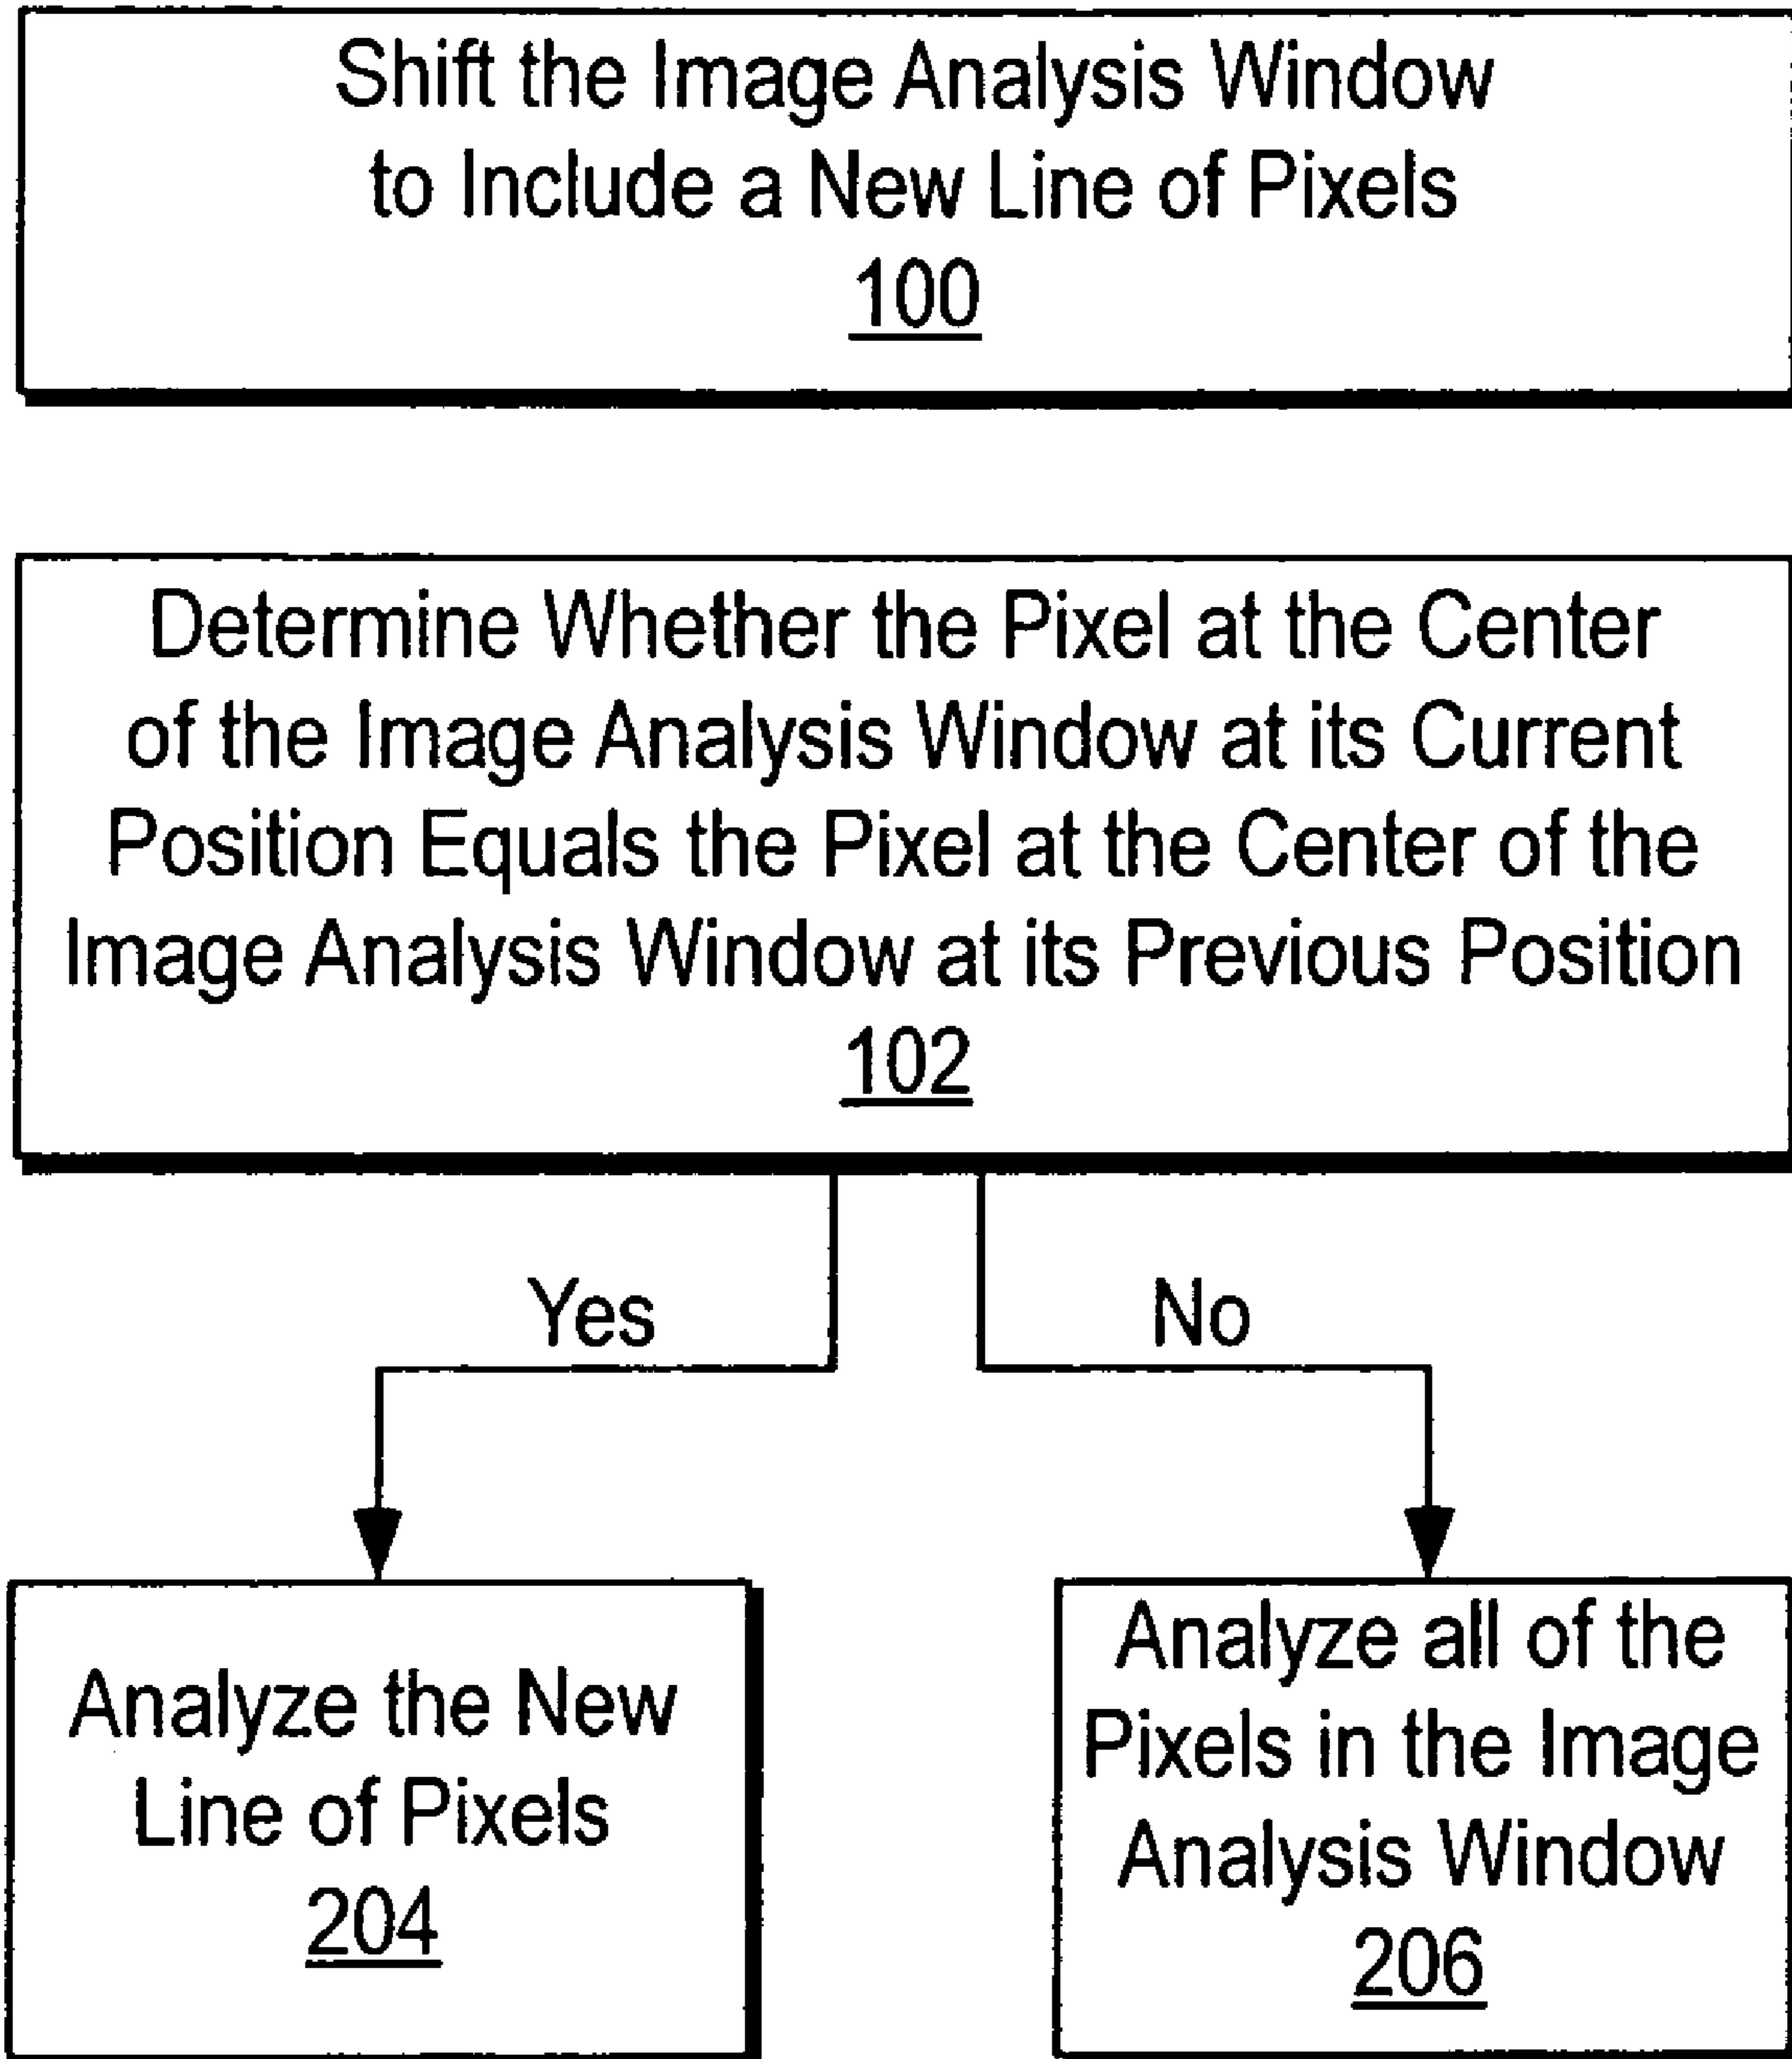 Shift the Image Analysis Window
to Include a New Line of Pixels
100
Determine Whether the Pixel at the Center
of the Image Analysis Window at its Current
Position Equals the Pixel at the Center of the
Image Analysis Window at its Previous Position
102
Yes
No
Analyze the New
Line of Pixels
204
Analyze all of the
Pixels in the Image
Analysis Window
206